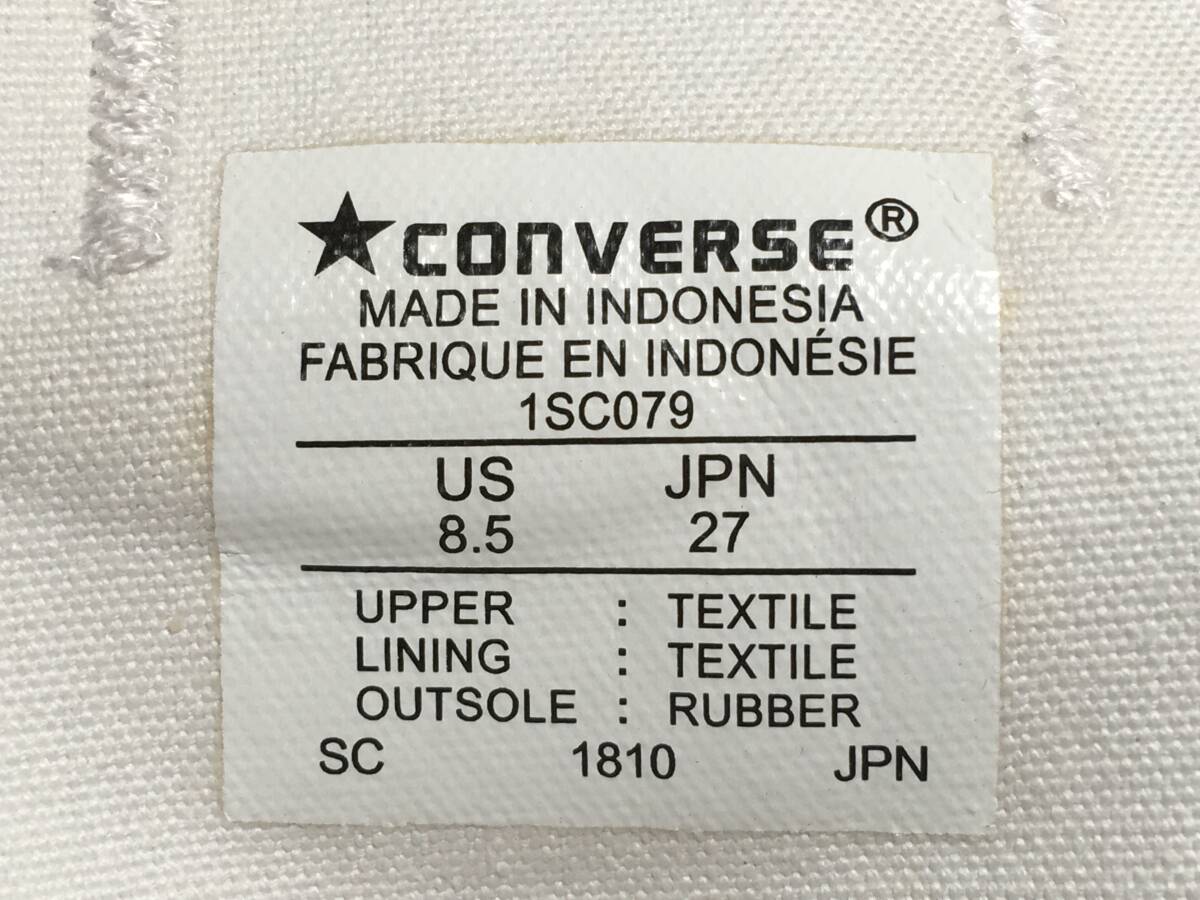 ★CONVERSE®
MADE IN INDONESIA
FABRIQUE EN INDONÉSIE
1SC079
US JPN
8.5 27
UPPER : TEXTILE
LINING : TEXTILE
OUTSOLE : RUBBER
SC 1810 JPN